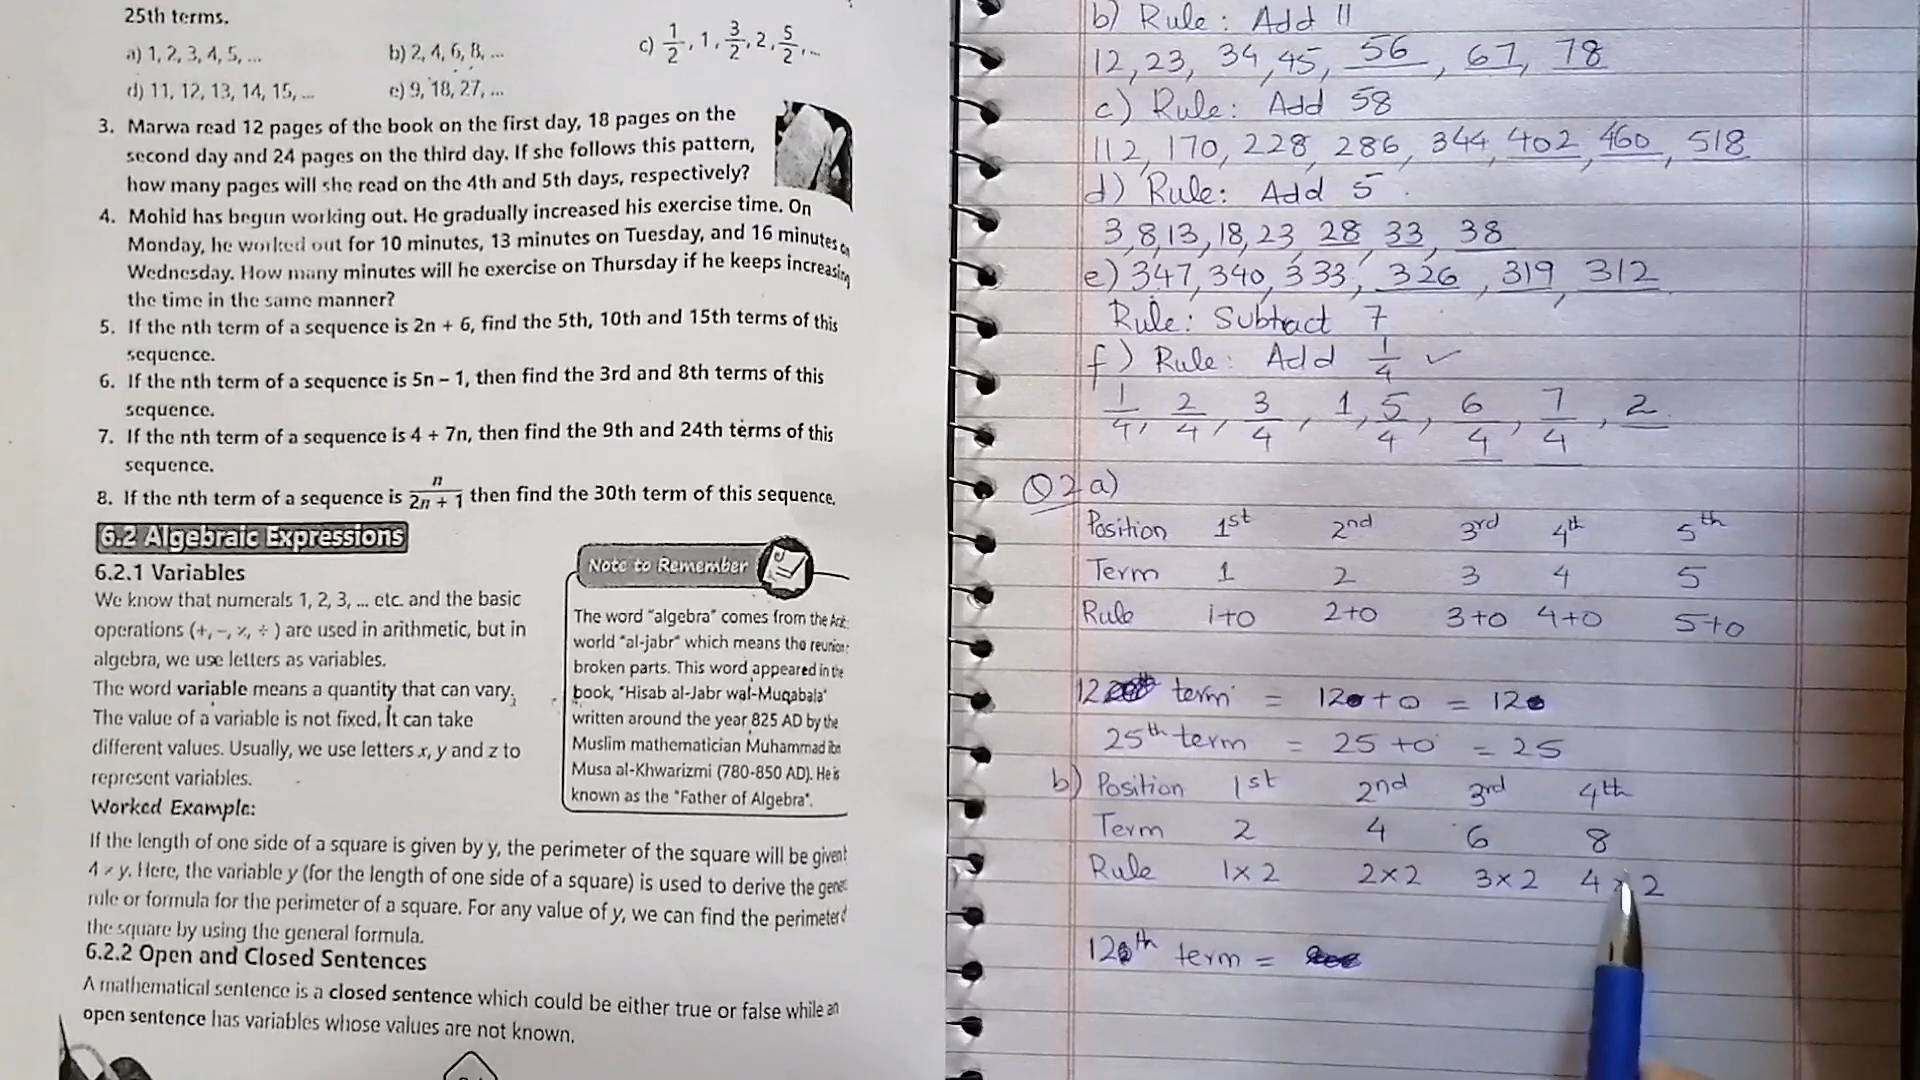 25th terms.
a) 1, 2, 3, 4, 5, ... b) 2, 4, 6, 8, ... c) 1/2, 1, 3/2, 2, 5/2, ...
d) 11, 12, 13, 14, 15, ... e) 9, 18, 27, ...
3. Marwa read 12 pages of the book on the first day, 18 pages on the
second day and 24 pages on the third day. If she follows this pattern,
how many pages will she read on the 4th and 5th days, respectively?
4. Mohid has begun working out. He gradually increased his exercise time. On
Monday, he worked out for 10 minutes, 13 minutes on Tuesday, and 16 minutes on
Wednesday. How many minutes will he exercise on Thursday if he keeps increasing
the time in the same manner?
5. If the nth term of a sequence is 2n + 6, find the 5th, 10th and 15th terms of this
sequence.
6. If the nth term of a sequence is 5n – 1, then find the 3rd and 8th terms of this
sequence.
7. If the nth term of a sequence is 4 + 7n, then find the 9th and 24th terms of this
sequence.
8. If the nth term of a sequence is n/(2n + 1) then find the 30th term of this sequence.
6.2 Algebraic Expressions
6.2.1 Variables
We know that numerals 1, 2, 3, ... etc. and the basic
operations (+, –, ×, ÷ ) are used in arithmetic, but in
algebra, we use letters as variables.
The word variable means a quantity that can vary.
The value of a variable is not fixed, It can take
different values. Usually, we use letters x, y and z to
represent variables.
Note to Remember
The word "algebra" comes from the
world "al-jabr" which means the reunion
broken parts. This word appeared in the
book, "Hisab al-Jabr wal-Muqabala"
written around the year 825 AD by the
Muslim mathematician Muhammad ibn
Musa al-Khwarizmi (780-850 AD). He is
known as the "Father of Algebra".
Worked Example:
If the length of one side of a square is given by y, the perimeter of the square will be given
4 × y. Here, the variable y (for the length of one side of a square) is used to derive the
rule or formula for the perimeter of a square. For any value of y, we can find the perimeter
the square by using the general formula.
6.2.2 Open and Closed Sentences
A mathematical sentence is a closed sentence which could be either true or false while an
open sentence has variables whose values are not known.
b) Rule: Add 11
12, 23, 34, 45, 56, 67, 78
c) Rule: Add 58
112, 170, 228, 286, 344, 402, 460, 518
d) Rule: Add 5
3, 8, 13, 18, 23, 28, 33, 38
e) 347, 340, 333, 326, 319, 312
Rule: Subtract 7
f) Rule: Add 1/4 ✓
1/4, 2/4, 3/4, 1, 5/4, 6/4, 7/4, 2
Q2 a)
Position 1st 2nd 3rd 4th 5th
Term 1 2 3 4 5
Rule 1+0 2+0 3+0 4+0 5+0
12 term = 12+0 = 12
25th term = 25+0 = 25
b) Position 1st 2nd 3rd 4th
Term 2 4 6 8
Rule 1×2 2×2 3×2 4×2
12th term =